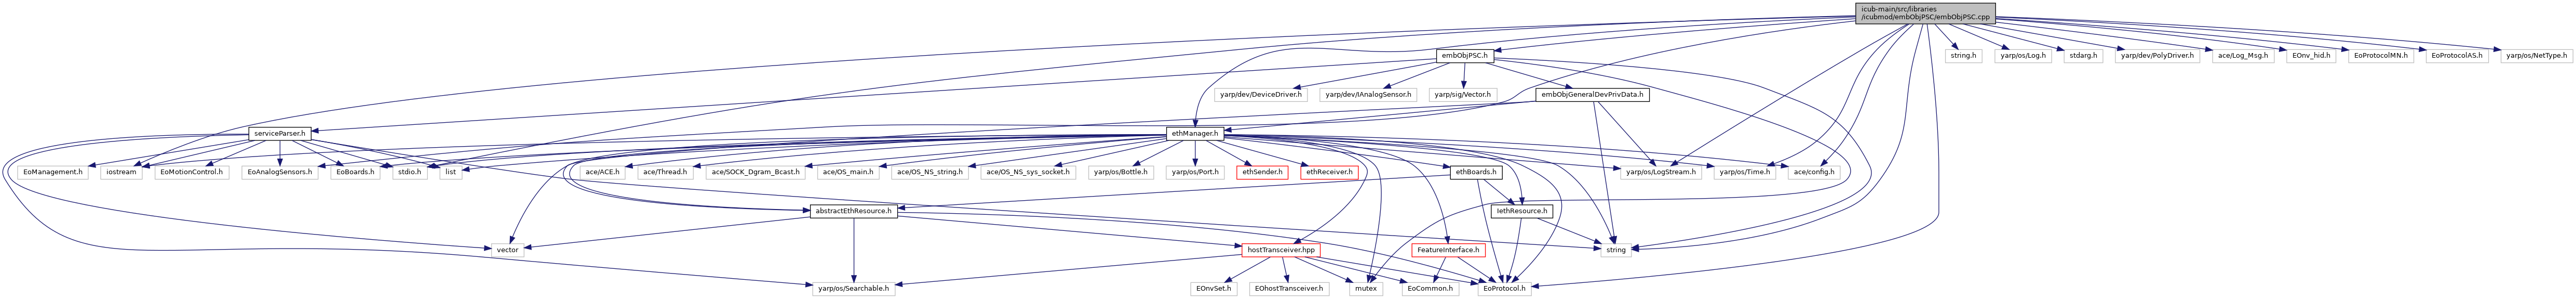 icub-main/src/libraries
/icubmod/embObjPSC/embObjPSC.cpp
embObjPSC.h
string.h
yarp/os/Log.h
stdarg.h
yarp/dev/PolyDriver.h
ace/Log_Msg.h
EOnv_hid.h
EoProtocolMN.h
EoProtocolAS.h
yarp/os/NetType.h
yarp/dev/DeviceDriver.h
yarp/dev/IAnalogSensor.h
yarp/sig/Vector.h
embObjGeneralDevPrivData.h
serviceParser.h
ethManager.h
EoManagement.h
iostream
EoMotionControl.h
EoAnalogSensors.h
EoBoards.h
stdio.h
list
ace/ACE.h
ace/Thread.h
ace/SOCK_Dgram_Bcast.h
ace/OS_main.h
ace/OS_NS_string.h
ace/OS_NS_sys_socket.h
yarp/os/Bottle.h
yarp/os/Port.h
ethSender.h
ethReceiver.h
ethBoards.h
yarp/os/LogStream.h
yarp/os/Time.h
ace/config.h
abstractEthResource.h
IethResource.h
vector
hostTransceiver.hpp
FeatureInterface.h
string
yarp/os/Searchable.h
EOnvSet.h
EOhostTransceiver.h
mutex
EoCommon.h
EoProtocol.h